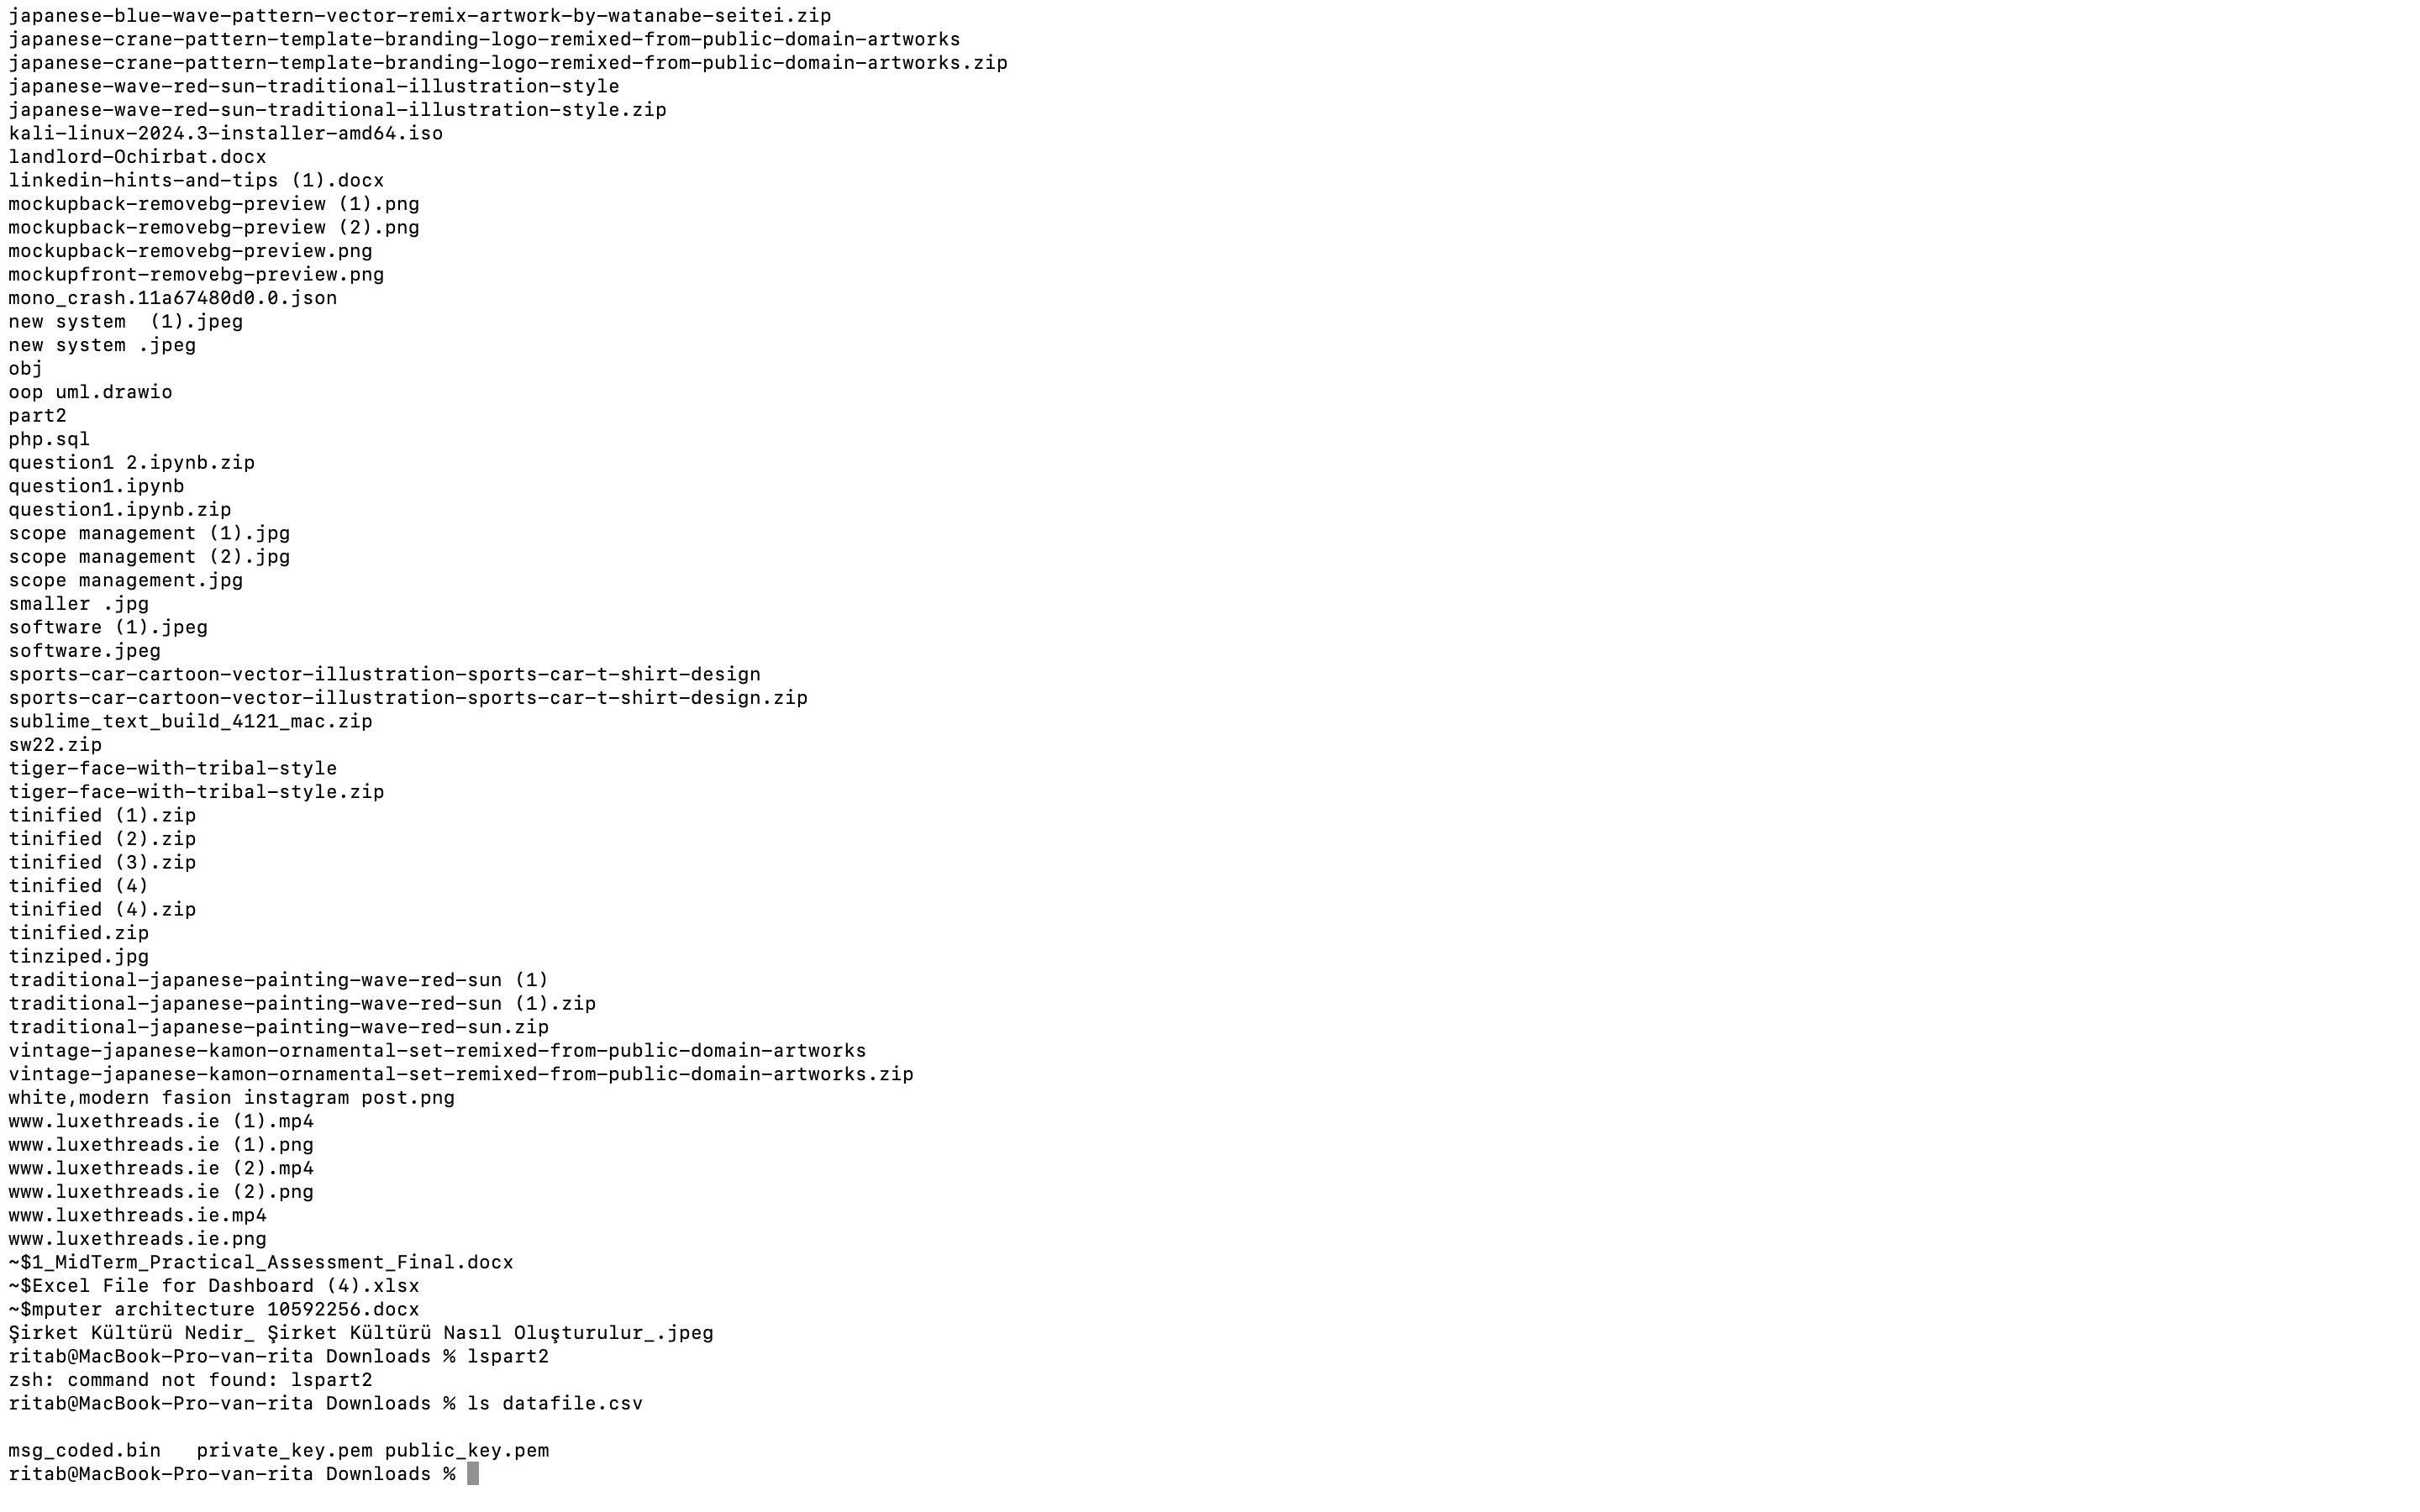 japanese-blue-wave-pattern-vector-remix-artwork-by-watanabe-seitei.zip
japanese-crane-pattern-template-branding-logo-remixed-from-public-domain-artworks
japanese-crane-pattern-template-branding-logo-remixed-from-public-domain-artworks.zip
japanese-wave-red-sun-traditional-illustration-style
japanese-wave-red-sun-traditional-illustration-style.zip
kali-linux-2024.3-installer-amd64.iso
landlord-Ochirbat.docx
linkedin-hints-and-tips (1).docx
mockupback-removebg-preview (1).png
mockupback-removebg-preview (2).png
mockupback-removebg-preview.png
mockupfront-removebg-preview.png
mono_crash.11a67480d0.0.json
new system  (1).jpeg
new system .jpeg
obj
oop uml.drawio
part2
php.sql
question1 2.ipynb.zip
question1.ipynb
question1.ipynb.zip
scope management (1).jpg
scope management (2).jpg
scope management.jpg
smaller .jpg
software (1).jpeg
software.jpeg
sports-car-cartoon-vector-illustration-sports-car-t-shirt-design
sports-car-cartoon-vector-illustration-sports-car-t-shirt-design.zip
sublime_text_build_4121_mac.zip
sw22.zip
tiger-face-with-tribal-style
tiger-face-with-tribal-style.zip
tinified (1).zip
tinified (2).zip
tinified (3).zip
tinified (4)
tinified (4).zip
tinified.zip
tinziped.jpg
traditional-japanese-painting-wave-red-sun (1)
traditional-japanese-painting-wave-red-sun (1).zip
traditional-japanese-painting-wave-red-sun.zip
vintage-japanese-kamon-ornamental-set-remixed-from-public-domain-artworks
vintage-japanese-kamon-ornamental-set-remixed-from-public-domain-artworks.zip
white,modern fasion instagram post.png
www.luxethreads.ie (1).mp4
www.luxethreads.ie (1).png
www.luxethreads.ie (2).mp4
www.luxethreads.ie (2).png
www.luxethreads.ie.mp4
www.luxethreads.ie.png
~$1_MidTerm_Practical_Assessment_Final.docx
~$Excel File for Dashboard (4).xlsx
~$mputer architecture 10592256.docx
Şirket Kültürü Nedir_ Şirket Kültürü Nasıl Oluşturulur_.jpeg
ritab@MacBook-Pro-van-rita Downloads % lspart2
zsh: command not found: lspart2
ritab@MacBook-Pro-van-rita Downloads % ls datafile.csv
msg_coded.bin   private_key.pem public_key.pem
ritab@MacBook-Pro-van-rita Downloads %